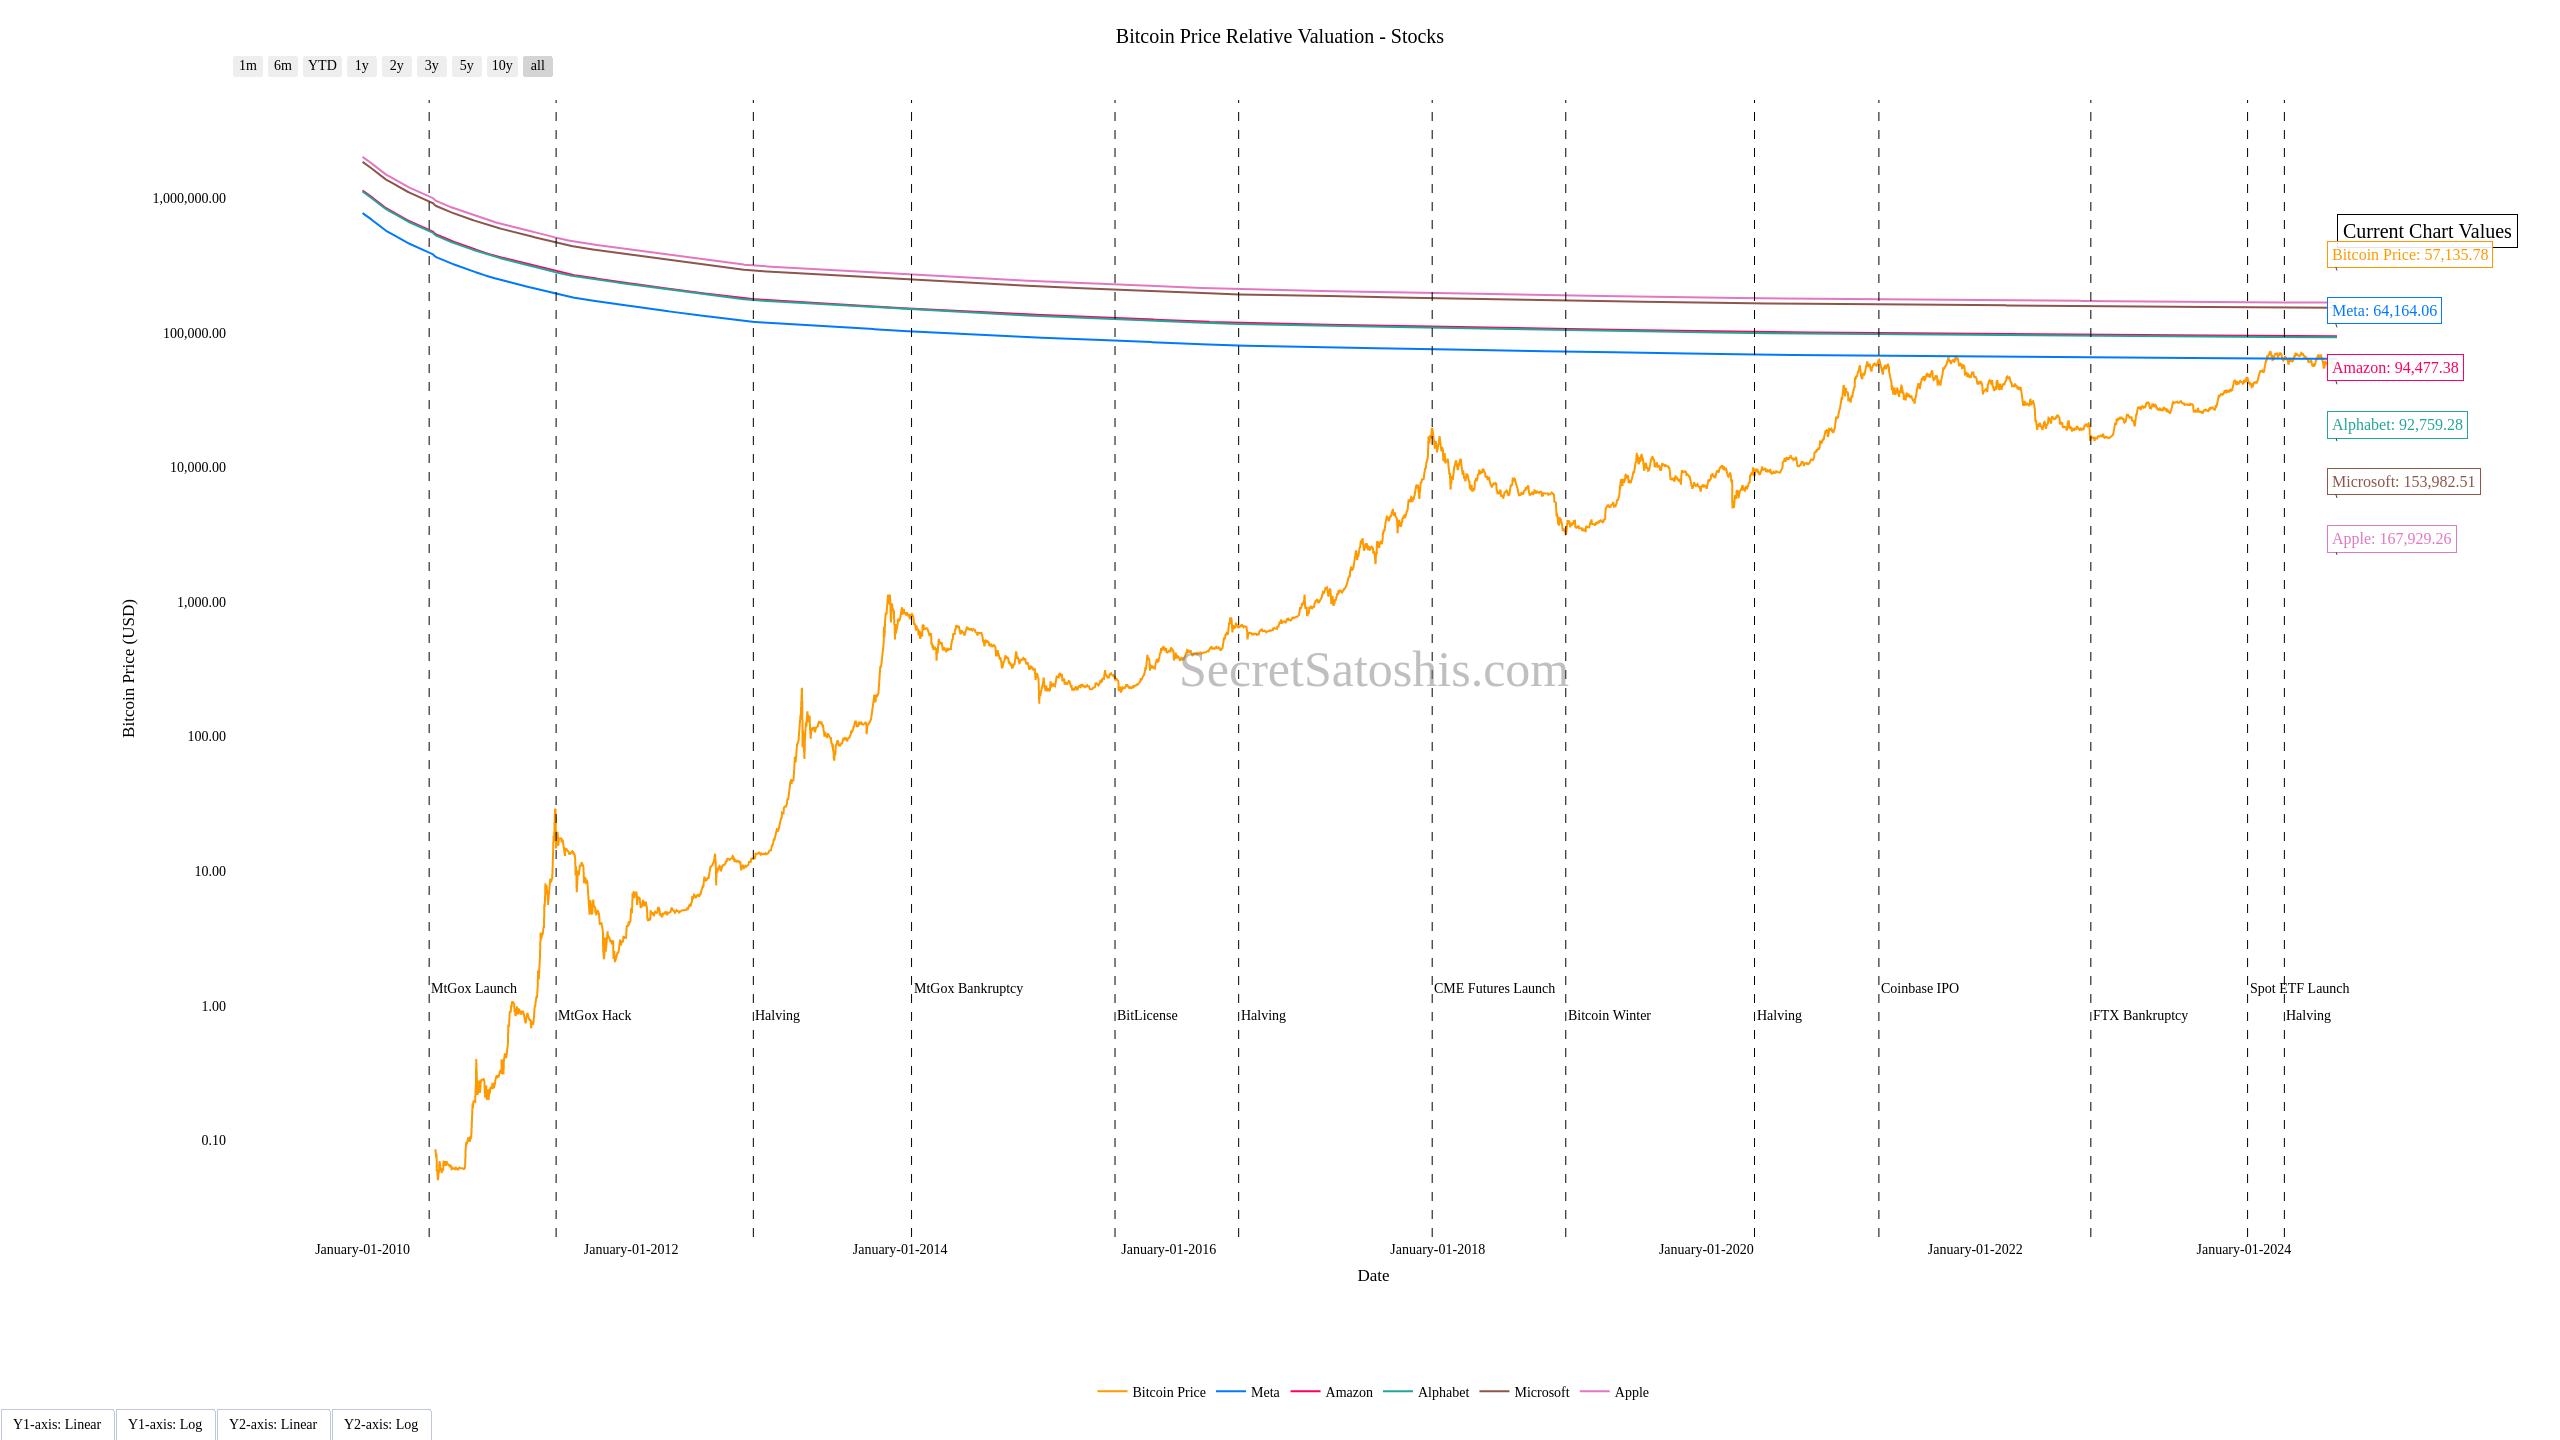 Bitcoin Price Relative Valuation - Stocks
1m 6m YTD 1y 2y 3y 5y 10y all
1,000,000.00
100,000.00
10,000.00
1,000.00
100.00
10.00
1.00
0.10
Bitcoin Price (USD)
Current Chart Values
Bitcoin Price: 57,135.78
Meta: 64,164.06
Amazon: 94,477.38
Alphabet: 92,759.28
Microsoft: 153,982.51
Apple: 167,929.26
SecretSatoshis.com
MtGox Launch
MtGox Hack
Halving
MtGox Bankruptcy
BitLicense
Halving
CME Futures Launch
Bitcoin Winter
Halving
Coinbase IPO
FTX Bankruptcy
Spot ETF Launch
Halving
January-01-2010 January-01-2012 January-01-2014 January-01-2016 January-01-2018 January-01-2020 January-01-2022 January-01-2024
Date
Bitcoin Price Meta Amazon Alphabet Microsoft Apple
Y1-axis: Linear Y1-axis: Log Y2-axis: Linear Y2-axis: Log